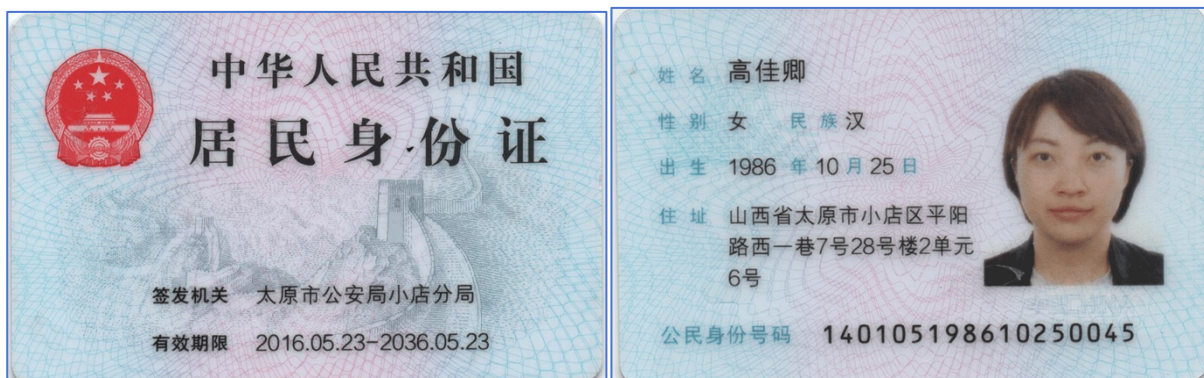 中华人民共和国
居民身份证
签发机关 太原市公安局小店分局
有效期限 2016.05.23-2036.05.23
姓名 高佳卿
性别 女 民族 汉
出生 1986 年 10 月 25 日
住址 山西省太原市小店区平阳
路西一巷7号28号楼2单元
6号
公民身份号码 140105198610250045